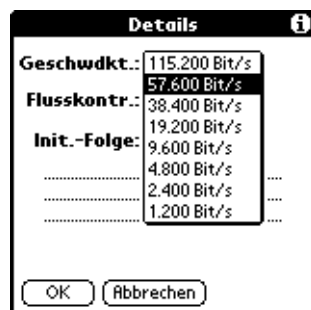 Details
Geschwdkt.: 115.200 Bit/s
57.600 Bit/s
Flusskontr.: 38.400 Bit/s
19.200 Bit/s
Init.-Folge: 9.600 Bit/s
4.800 Bit/s
2.400 Bit/s
1.200 Bit/s
OK Abbrechen